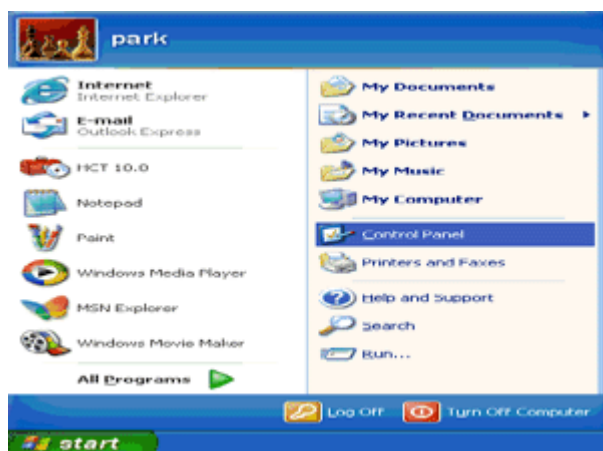 park
Internet
Internet Explorer
E-mail
Outlook Express
HCT 10.0
Notepad
Paint
Windows Media Player
MSN Explorer
Windows Movie Maker
All Programs
My Documents
My Recent Documents
My Pictures
My Music
My Computer
Control Panel
Printers and Faxes
Help and Support
Search
Run...
Log Off
Turn Off Computer
start